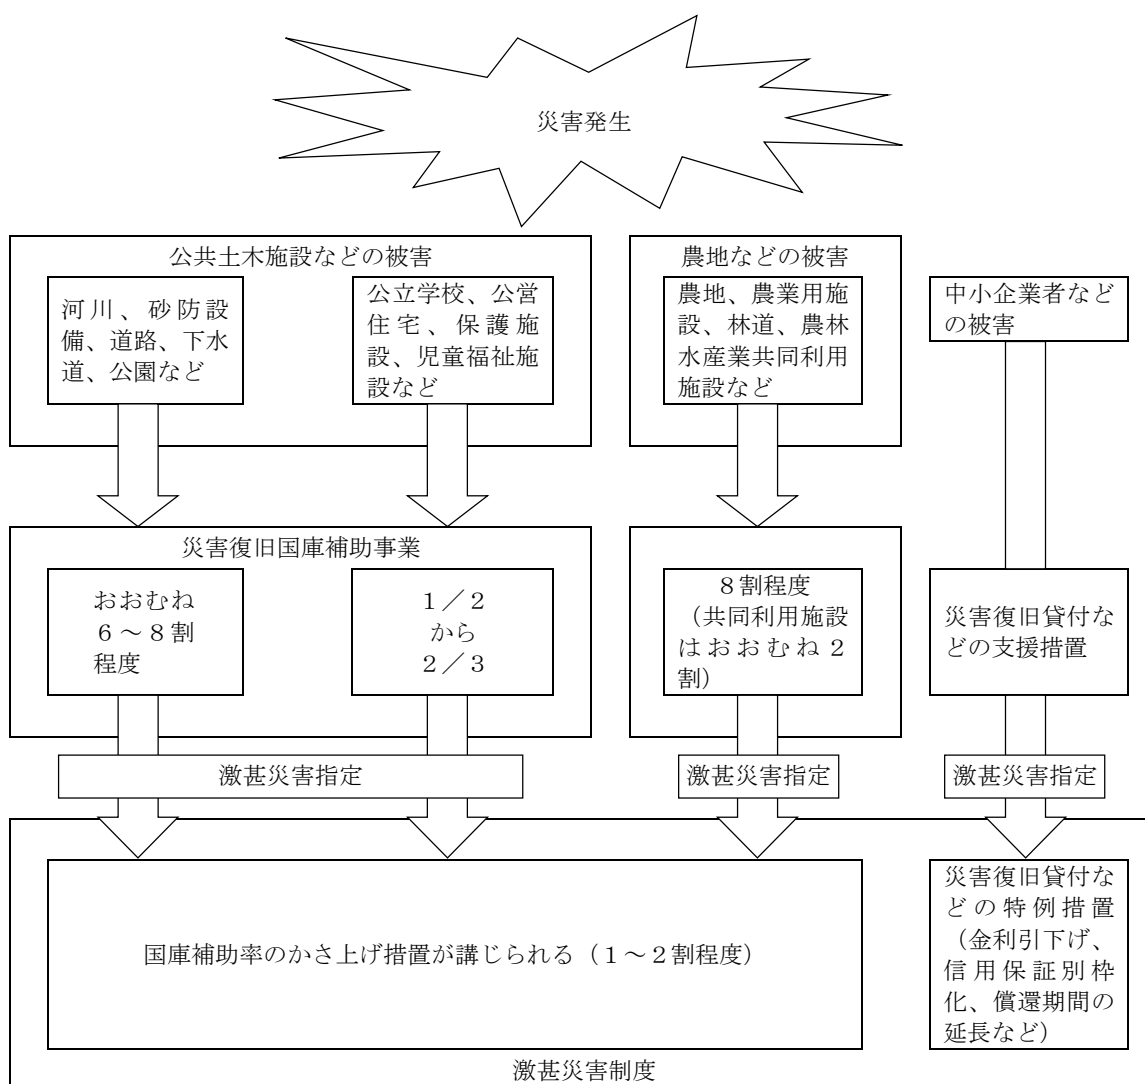 災害発生
公共土木施設などの被害
河川、砂防設
備、道路、下水
道、公園など
公立学校、公営
住宅、保護施
設、児童福祉施
設など
農地などの被害
農地、農業用施
設、林道、農林
水産業共同利用
施設など
中小企業者など
の被害
災害復旧国庫補助事業
おおむね
6~8割
程度
1/2
から
2/3
8割程度
(共同利用施設
はおおむね2
割)
災害復旧貸付な
どの支援措置
激甚災害指定
激甚災害指定
激甚災害指定
国庫補助率のかさ上げ措置が講じられる(1~2割程度)
災害復旧貸付な
どの特例措置
(金利引下げ、
信用保証別枠
化、償還期間の
延長など)
激甚災害制度